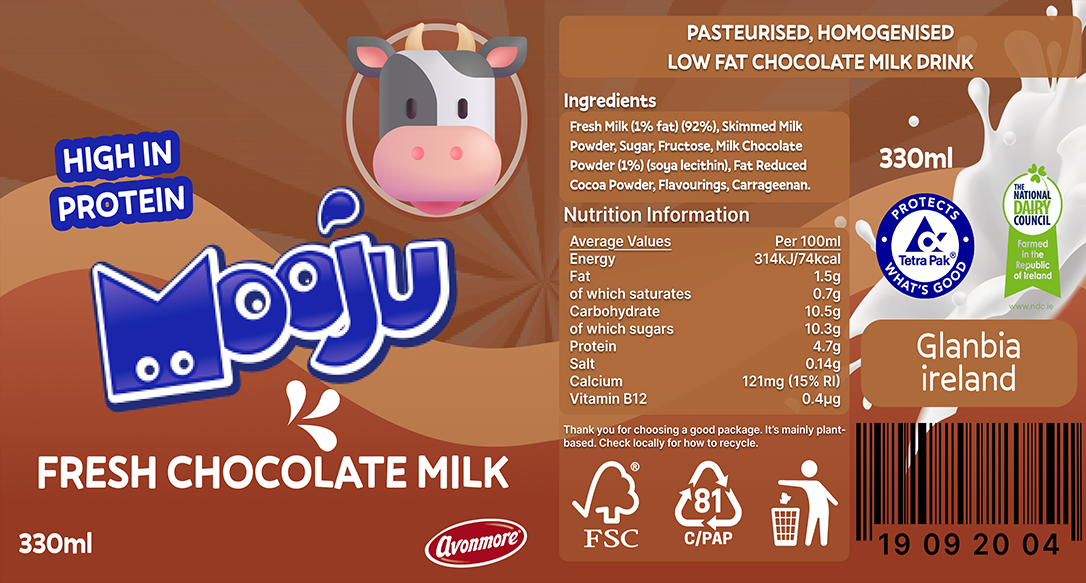 HIGH IN
PROTEIN
Mooju
FRESH CHOCOLATE MILK
330ml
avonmore
PASTEURISED, HOMOGENISED
LOW FAT CHOCOLATE MILK DRINK
Ingredients
Fresh Milk (1% fat) (92%), Skimmed Milk
Powder, Sugar, Fructose, Milk Chocolate
Powder (1%) (soya lecithin), Fat Reduced
Cocoa Powder, Flavourings, Carrageenan.
Nutrition Information
Average Values Per 100ml
Energy 314kJ/74kcal
Fat 1.5g
of which saturates 0.7g
Carbohydrate 10.5g
of which sugars 10.3g
Protein 4.7g
Salt 0.14g
Calcium 121mg (15% RI)
Vitamin B12 0.4µg
Thank you for choosing a good package. It's mainly plant-
based. Check locally for how to recycle.
®
FSC
81
C/PAP
330ml
PROTECTS
Tetra Pak®
WHAT'S GOOD
THE
NATIONAL
DAIRY
COUNCIL
Farmed
in the
Republic
of Ireland
www.ndc.ie
Glanbia
ireland
19 09 20 04